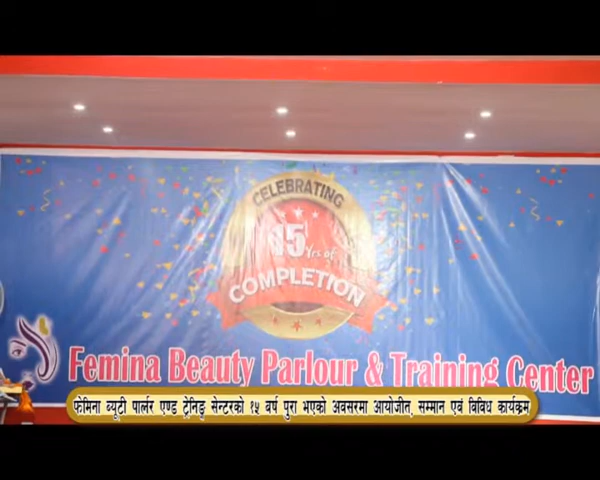 CELEBRATING
15 Yrs of
COMPLETION
Femina Beauty Parlour & Training Center
फेमिना ब्यूटी पार्लर एण्ड ट्रेनिङ्ग सेन्टरको १५ बर्ष पुरा भएको अवसरमा आयोजीत, सम्मान एवं विविध कार्यक्रम